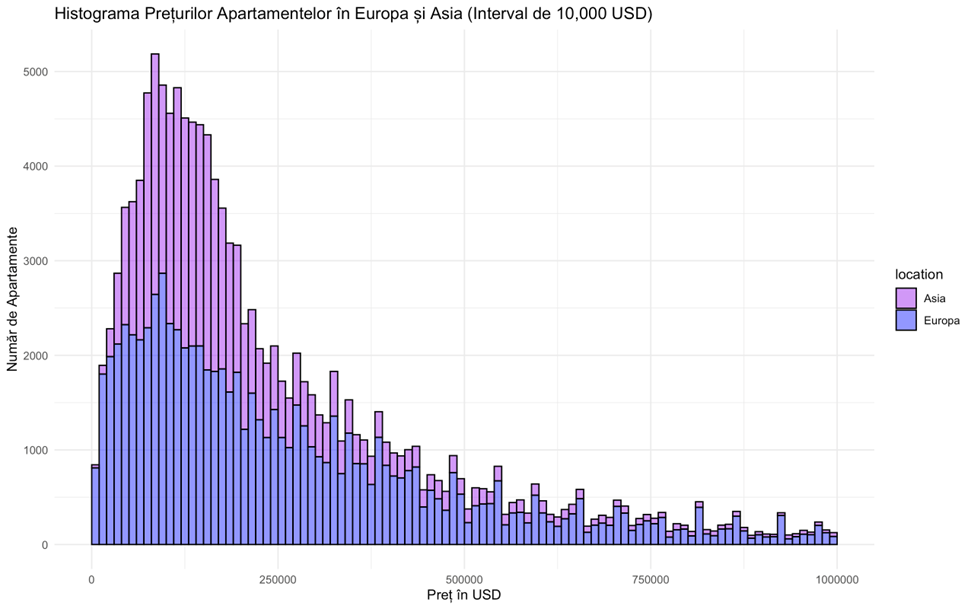 Histograma Prețurilor Apartamentelor în Europa și Asia (Interval de 10,000 USD)
Număr de Apartamente
5000
4000
3000
2000
1000
0
0
250000
500000
750000
1000000
Preț în USD
location
Asia
Europa